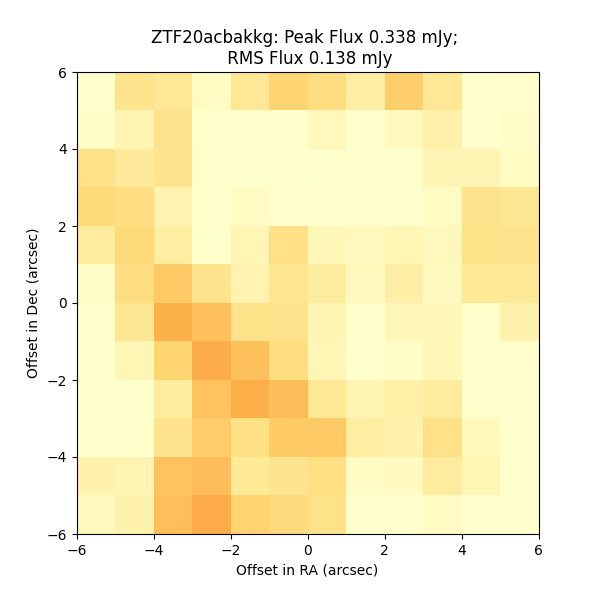 ZTF20acbakkg: Peak Flux 0.338 mJy;
RMS Flux 0.138 mJy
6
4
2
0
−2
−4
−6
Offset in Dec (arcsec)
−6 −4 −2 0 2 4 6
Offset in RA (arcsec)